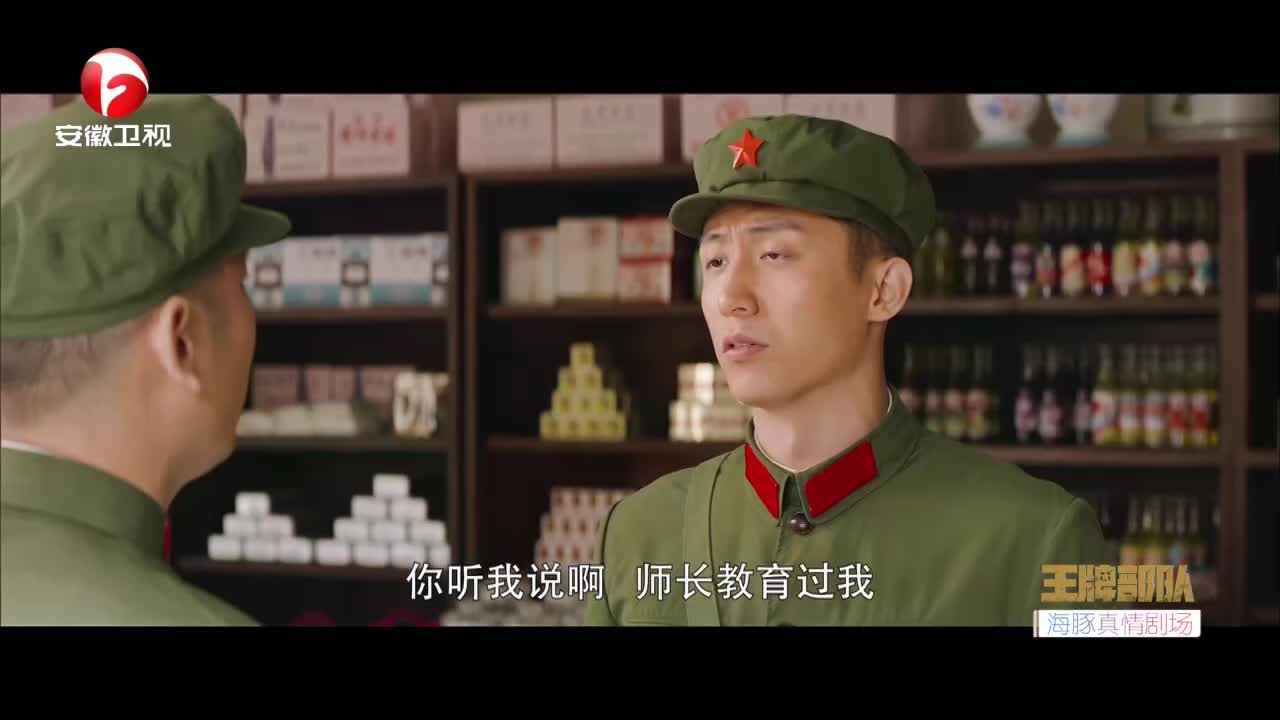 安徽卫视
你听我说啊 师长教育过我
王牌部队
海豚真情剧场